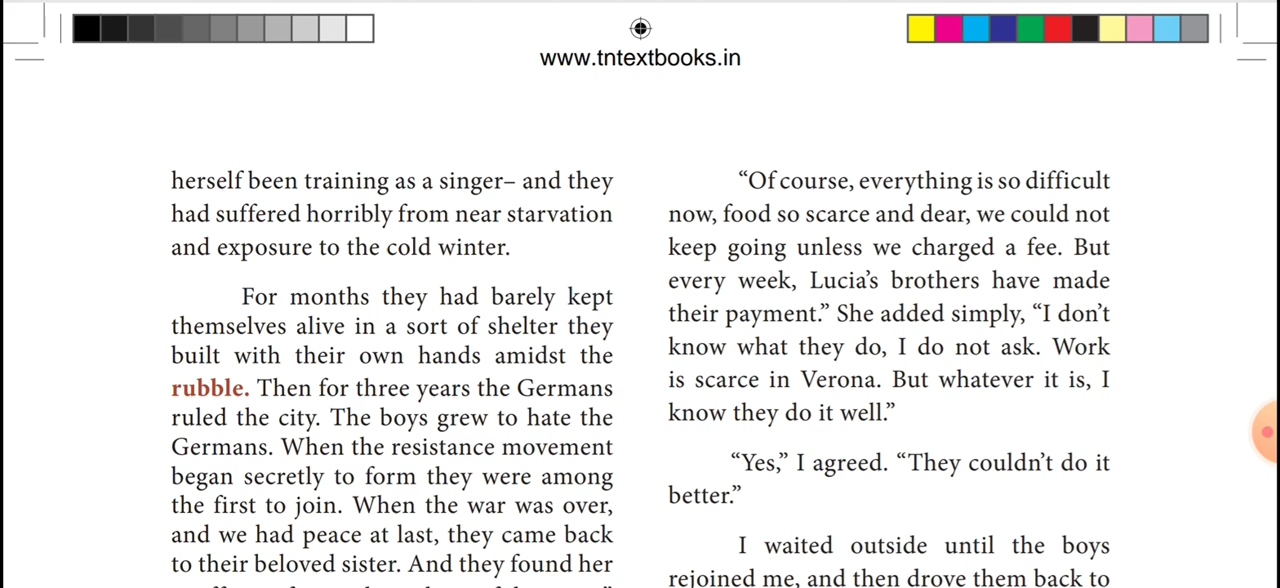 www.tntextbooks.in
herself been training as a singer– and they
had suffered horribly from near starvation
and exposure to the cold winter.
For months they had barely kept
themselves alive in a sort of shelter they
built with their own hands amidst the
rubble. Then for three years the Germans
ruled the city. The boys grew to hate the
Germans. When the resistance movement
began secretly to form they were among
the first to join. When the war was over,
and we had peace at last, they came back
to their beloved sister. And they found her
“Of course, everything is so difficult
now, food so scarce and dear, we could not
keep going unless we charged a fee. But
every week, Lucia’s brothers have made
their payment.” She added simply, “I don’t
know what they do, I do not ask. Work
is scarce in Verona. But whatever it is, I
know they do it well.”
“Yes,” I agreed. “They couldn’t do it
better.”
I waited outside until the boys
rejoined me, and then drove them back to